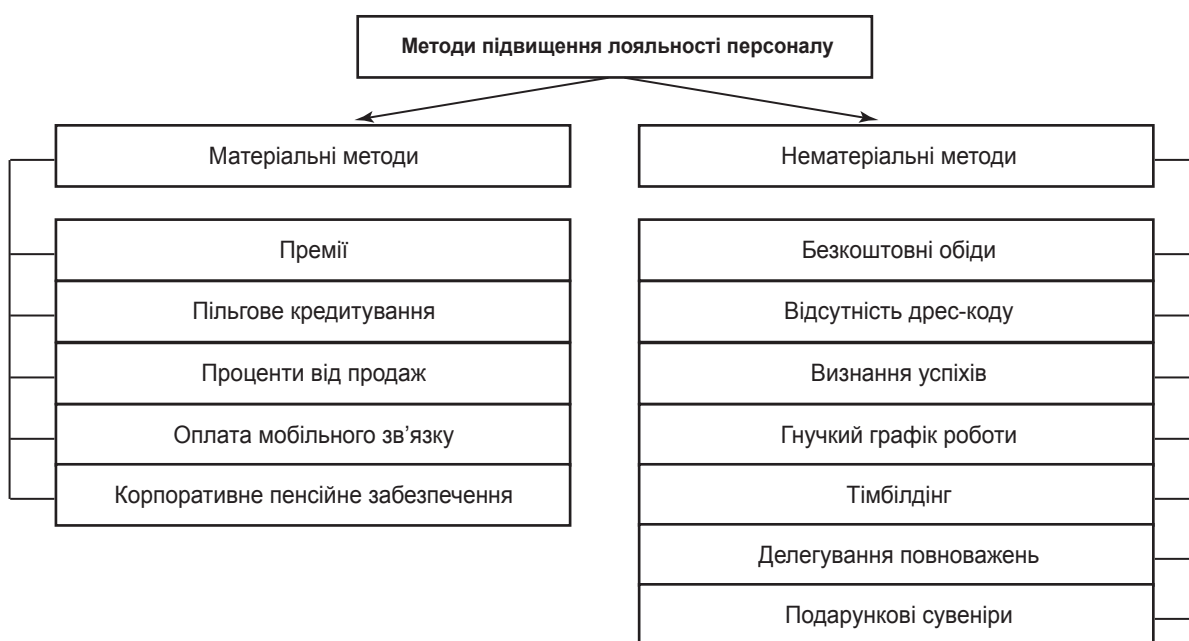 Методи підвищення лояльності персоналу
Матеріальні методи
Премії
Пільгове кредитування
Проценти від продаж
Оплата мобільного зв’язку
Корпоративне пенсійне забезпечення
Нематеріальні методи
Безкоштовні обіди
Відсутність дрес-коду
Визнання успіхів
Гнучкий графік роботи
Тімбілдінг
Делегування повноважень
Подарункові сувеніри